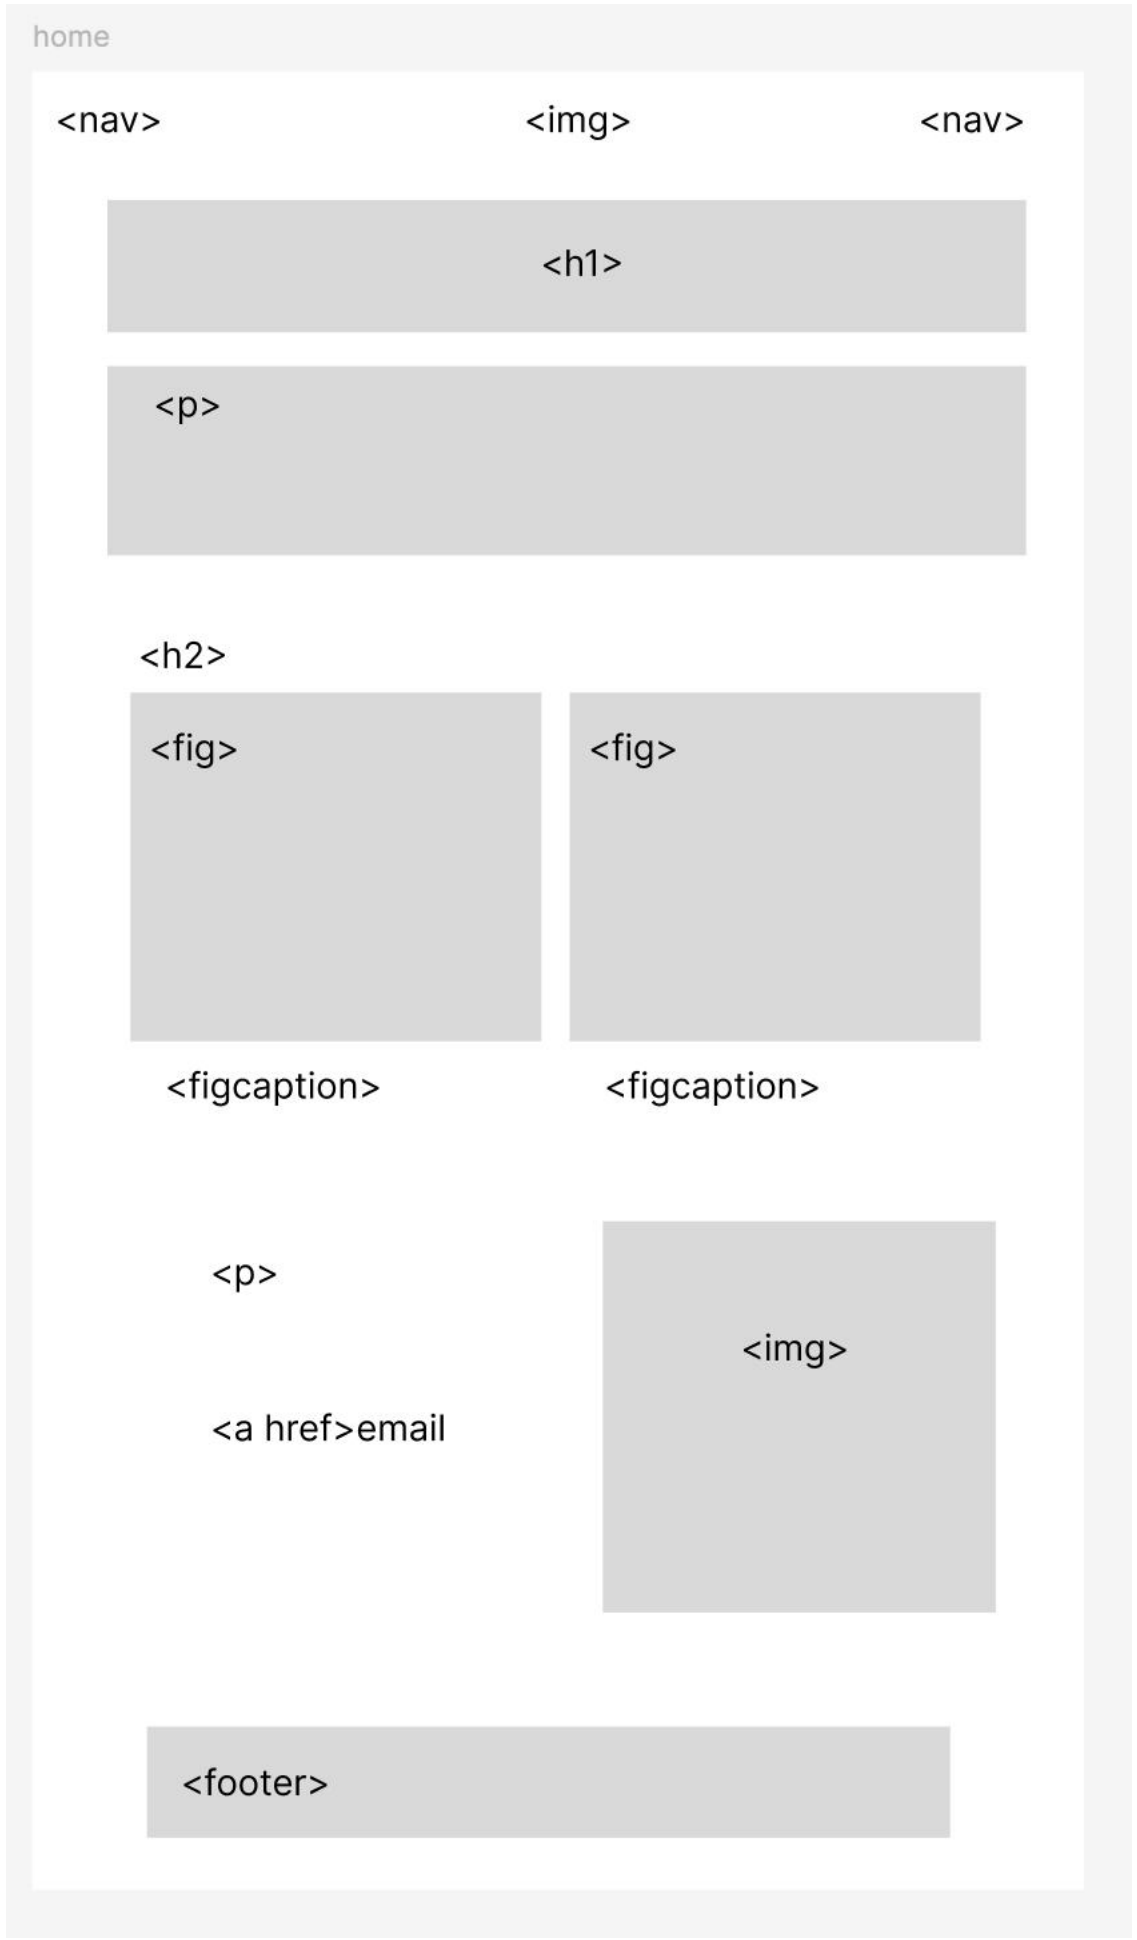 home
<nav> <img> <nav>
<h1>
<p>
<h2>
<fig> <fig>
<figcaption> <figcaption>
<p>
<img>
<a href>email
<footer>